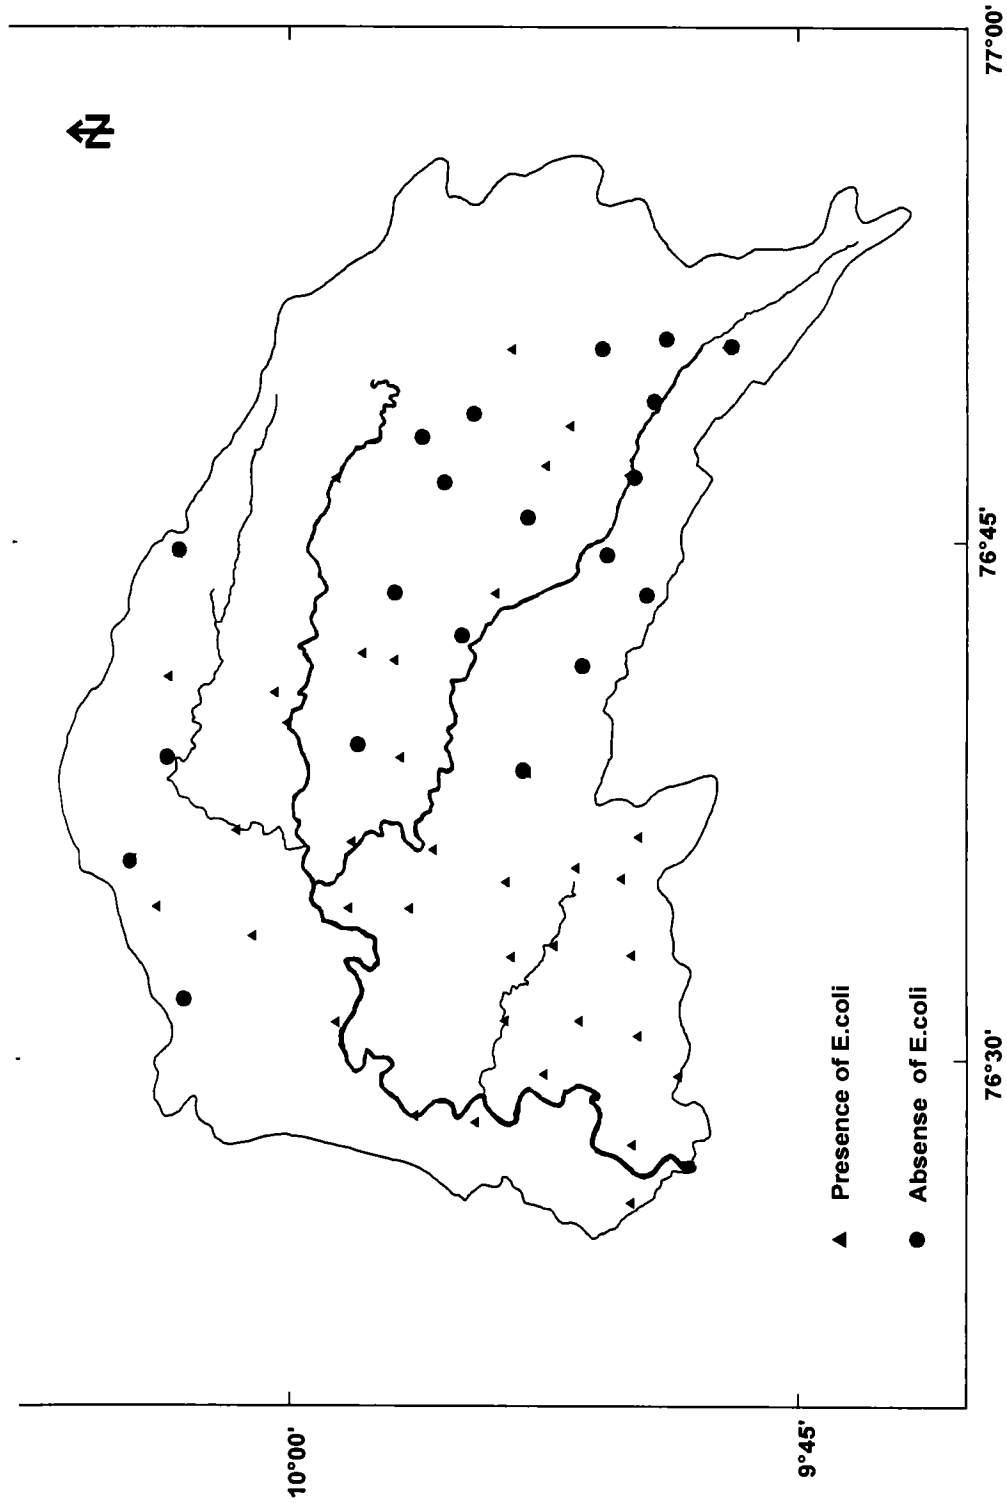 N
10°00'
9°45'
Presence of E.coli
Absense of E.coli
76°30'
76°45'
77°00'